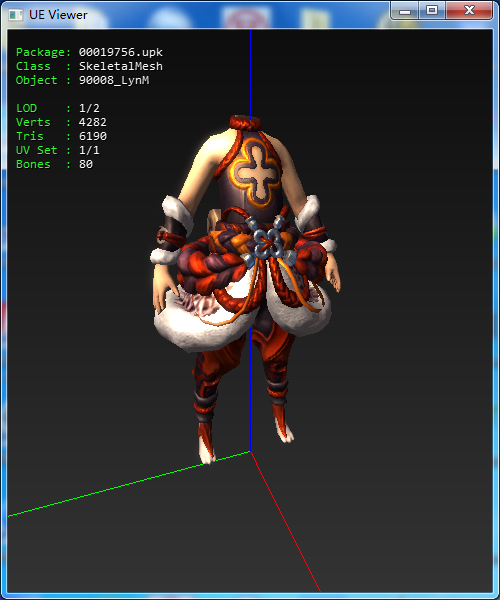 UE Viewer
Package: 00019756.upk
Class : SkeletalMesh
Object : 90008_LynM
LOD : 1/2
Verts : 4282
Tris : 6190
UV Set : 1/1
Bones : 80